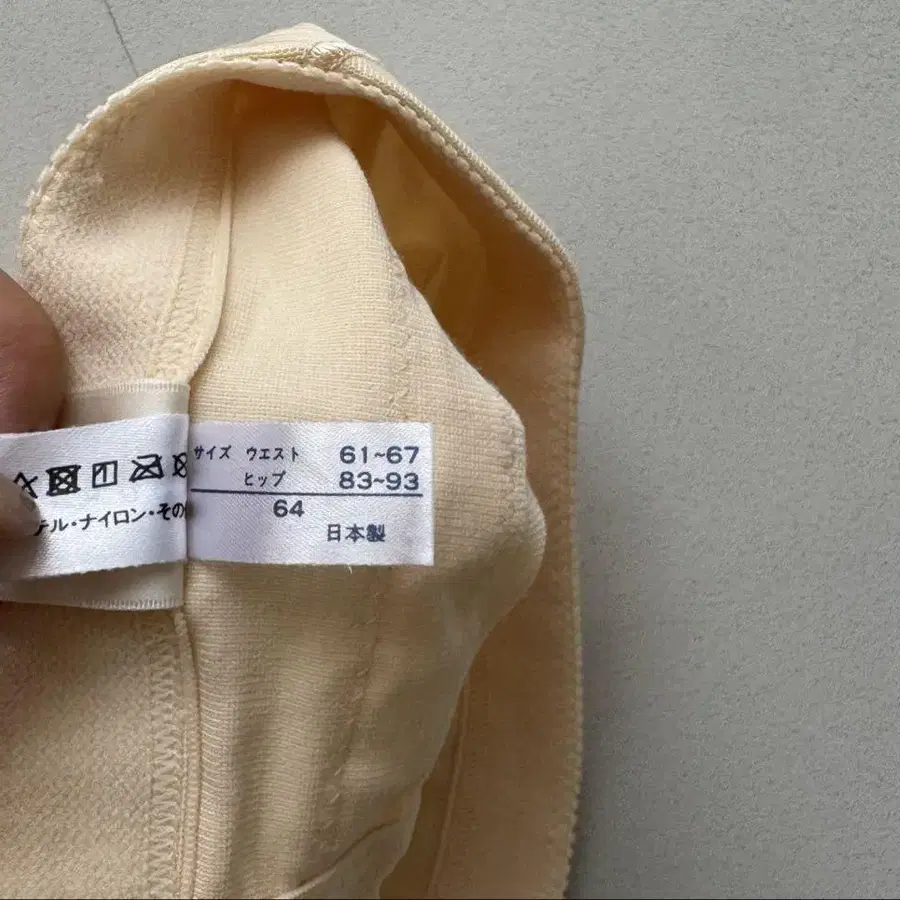 サイズ ウエスト 61~67
ヒップ 83~93
64
日本製
テル・ナイロン・その